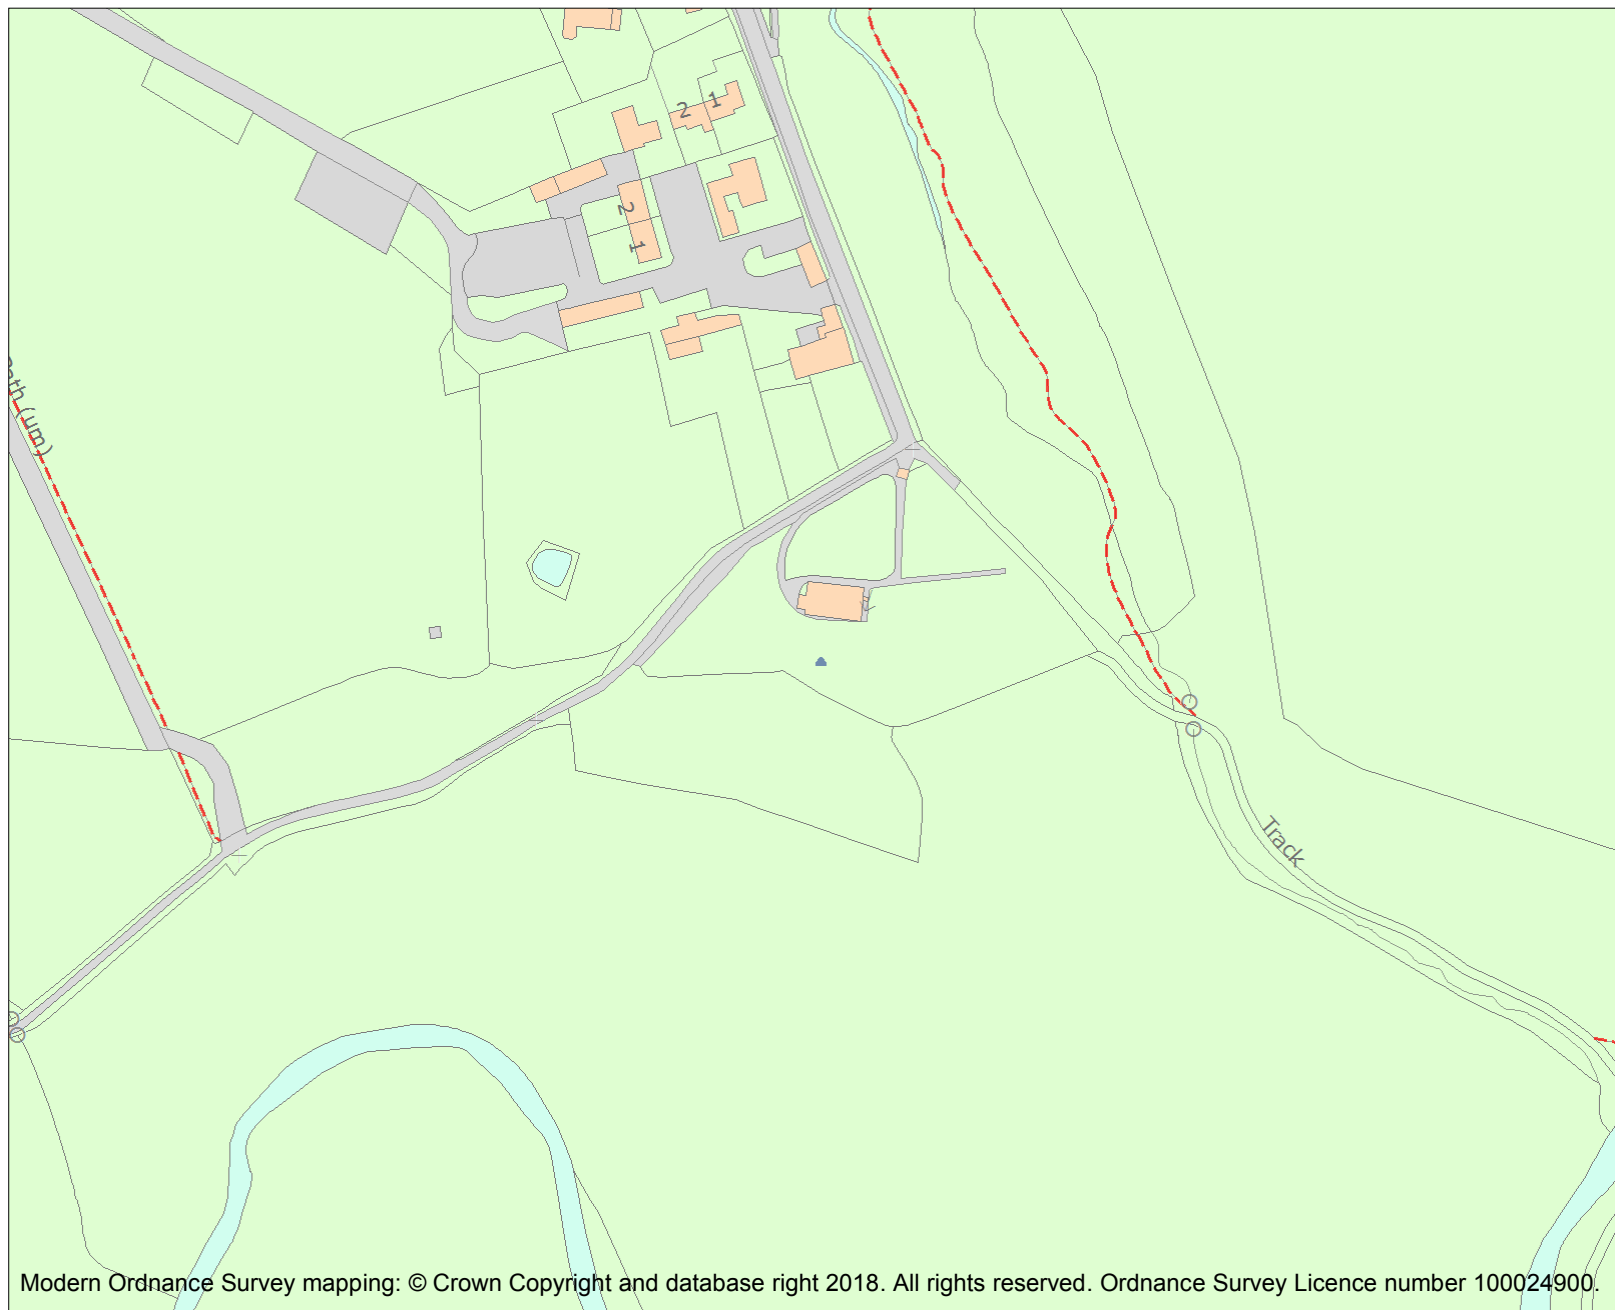 2 1
2
1
Path (um)
Track
Modern Ordnance Survey mapping: © Crown Copyright and database right 2018. All rights reserved. Ordnance Survey Licence number 100024900.